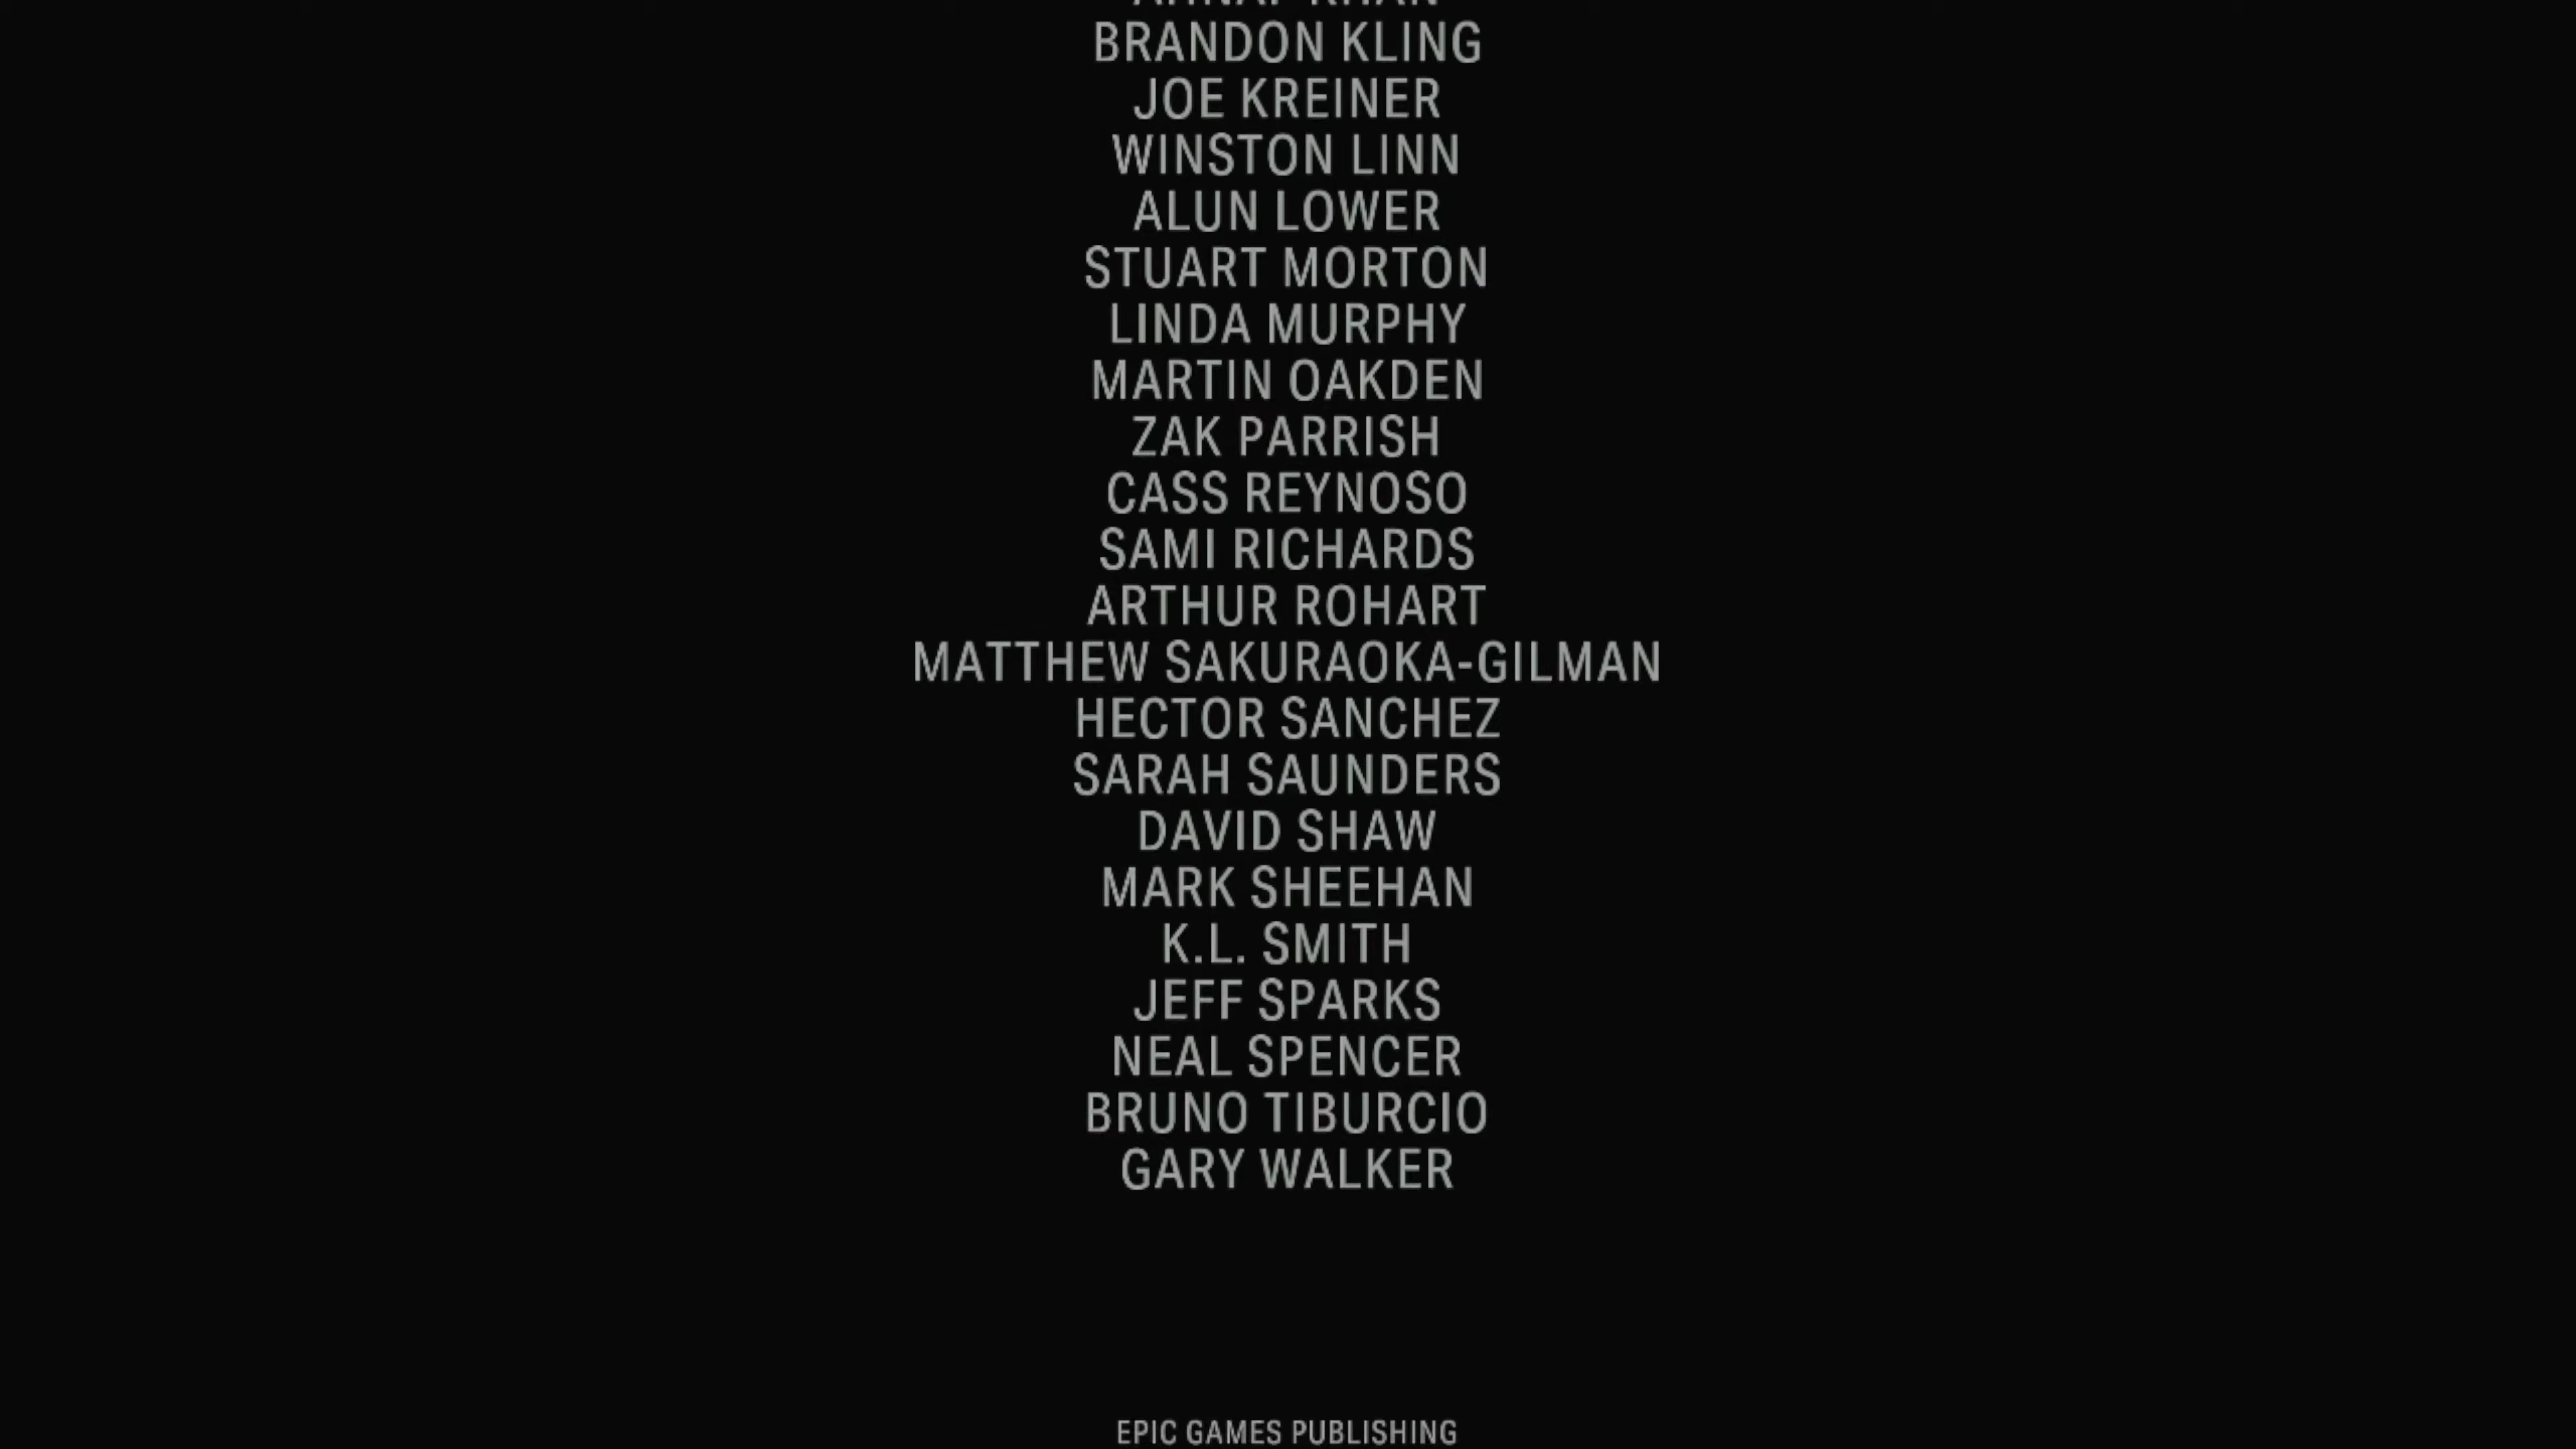 BRANDON KLING
JOE KREINER
WINSTON LINN
ALUN LOWER
STUART MORTON
LINDA MURPHY
MARTIN OAKDEN
ZAK PARRISH
CASS REYNOSO
SAMI RICHARDS
ARTHUR ROHART
MATTHEW SAKURAOKA-GILMAN
HECTOR SANCHEZ
SARAH SAUNDERS
DAVID SHAW
MARK SHEEHAN
K.L. SMITH
JEFF SPARKS
NEAL SPENCER
BRUNO TIBURCIO
GARY WALKER
EPIC GAMES PUBLISHING